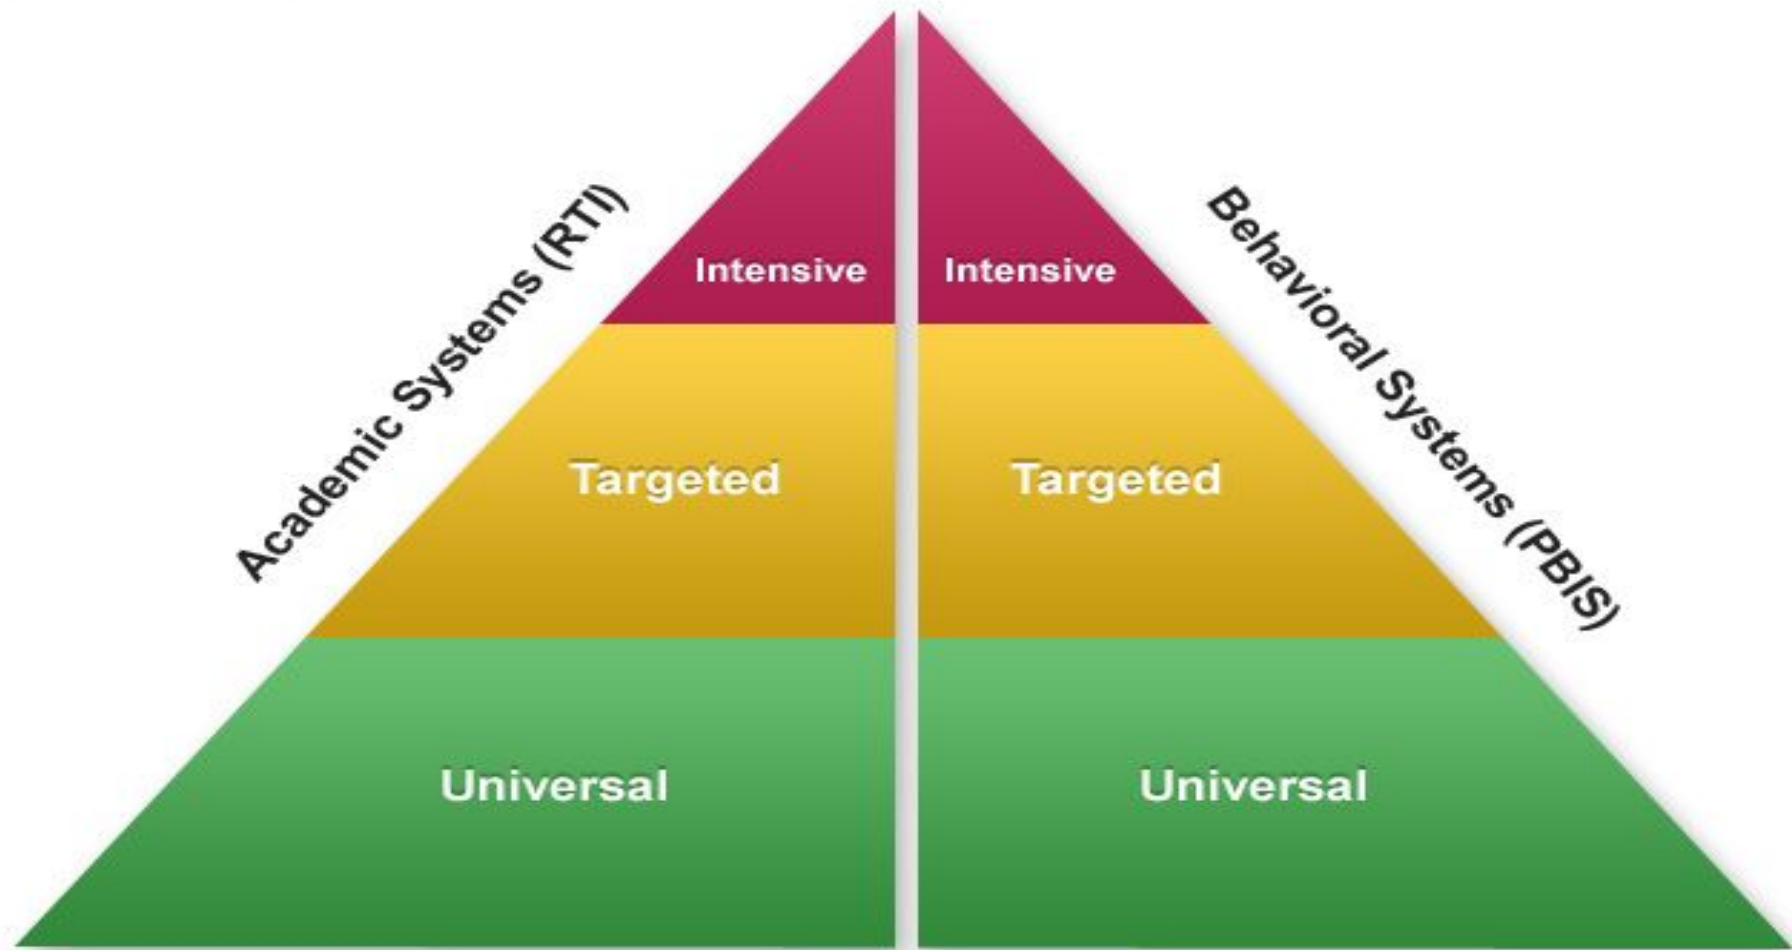 Academic Systems (RTI)
Behavioral Systems (PBIS)
Intensive
Intensive
Targeted
Targeted
Universal
Universal